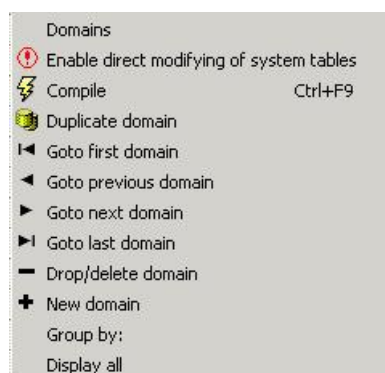 Domains
Enable direct modifying of system tables
Compile Ctrl+F9
Duplicate domain
Goto first domain
Goto previous domain
Goto next domain
Goto last domain
Drop/delete domain
New domain
Group by:
Display all